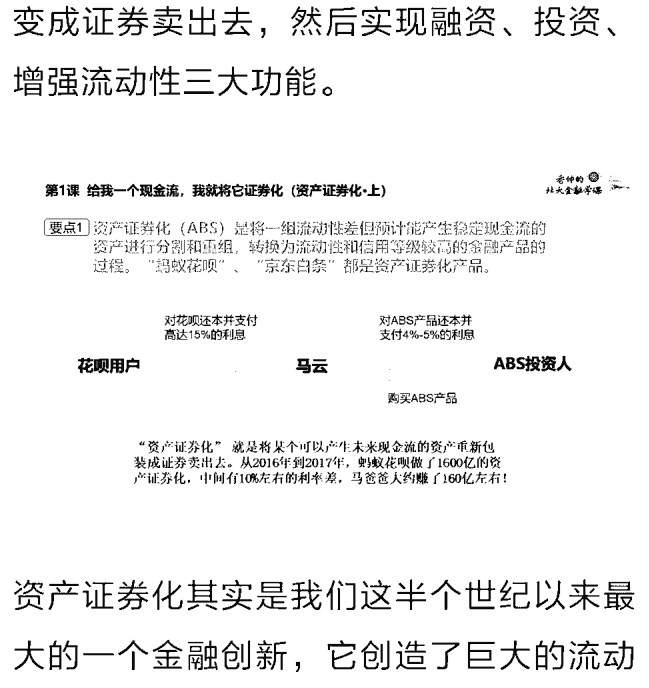 变成证券卖出去，然后实现融资、投资、
增强流动性三大功能。
第1课 给我一个现金流，我就将它证券化（资产证券化·上）
香帅的
北大金融学课
要点1 资产证券化（ABS）是将一组流动性差但预计能产生稳定现金流的
资产进行分割和重组，转换为流动性和信用等级较高的金融产品的
过程。“蚂蚁花呗”、“京东白条”都是资产证券化产品。
对花呗还本并支付
高达15%的利息
对ABS产品还本并
支付4%-5%的利息
花呗用户
马云
ABS投资人
购买ABS产品
“资产证券化”就是将某个可以产生未来现金流的资产重新包
装成证券卖出去。从2016年到2017年，蚂蚁花呗做了1600亿的资
产证券化，中间有10%左右的利率差，马爸爸大约赚了160亿左右！
资产证券化其实是我们这半个世纪以来最
大的一个金融创新，它创造了巨大的流动